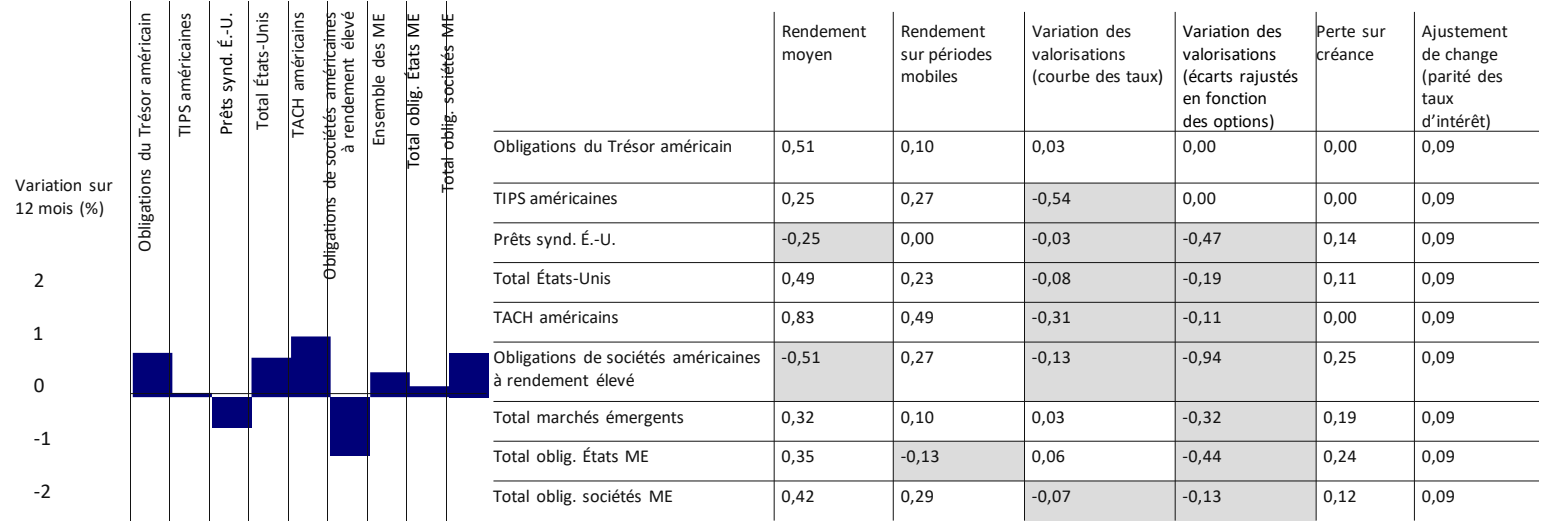 Obligations du Trésor américain
TIPS américaines
Prêts synd. É.-U.
Total États-Unis
TACH américains
Obligations de sociétés américaines
à rendement élevé
Ensemble des ME
Total oblig. États ME
Total oblig. sociétés ME
Variation sur
12 mois (%)
2
1
0
-1
-2
Rendement
moyen
Rendement
sur périodes
mobiles
Variation des
valorisations
(courbe des taux)
Variation des
valorisations
(écarts rajustés
en fonction
des options)
Perte sur
créance
Ajustement
de change
(parité des
taux
d’intérêt)
Obligations du Trésor américain 0,51 0,10 0,03 0,00 0,00 0,09
TIPS américaines 0,25 0,27 -0,54 0,00 0,00 0,09
Prêts synd. É.-U. -0,25 0,00 -0,03 -0,47 0,14 0,09
Total États-Unis 0,49 0,23 -0,08 -0,19 0,11 0,09
TACH américains 0,83 0,49 -0,31 -0,11 0,00 0,09
Obligations de sociétés américaines -0,51 0,27 -0,13 -0,94 0,25 0,09
à rendement élevé
Total marchés émergents 0,32 0,10 0,03 -0,32 0,19 0,09
Total oblig. États ME 0,35 -0,13 0,06 -0,44 0,24 0,09
Total oblig. sociétés ME 0,42 0,29 -0,07 -0,13 0,12 0,09